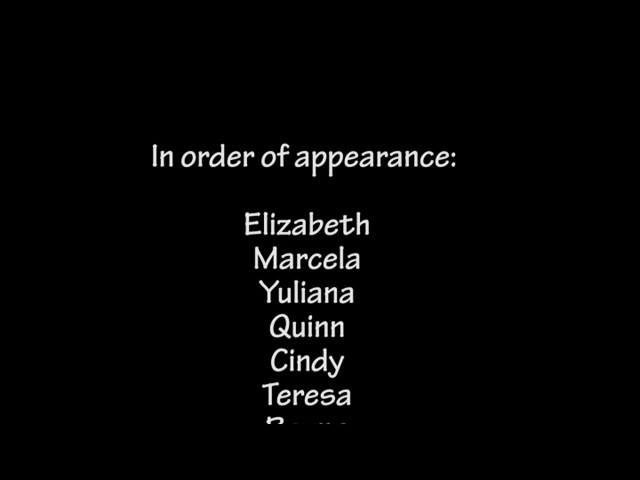 In order of appearance:
Elizabeth
Marcela
Yuliana
Quinn
Cindy
Teresa